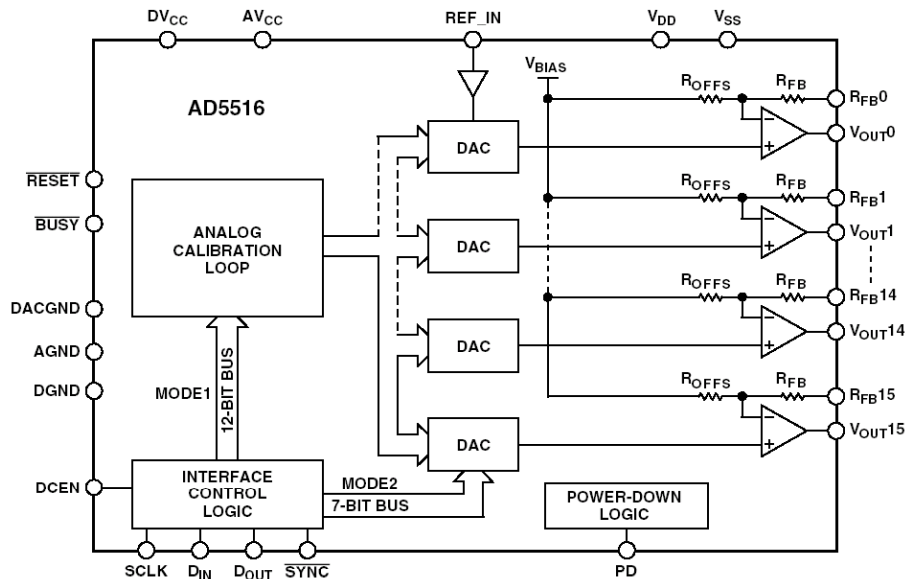 DVCC
AVCC
REF_IN
VDD
VSS
VBIAS
AD5516
ROFFS
RFB
RFB0
VOUT0
DAC
RESET
BUSY
ANALOG
CALIBRATION
LOOP
ROFFS
RFB
RFB1
VOUT1
DAC
DACGND
AGND
DGND
ROFFS
RFB
RFB14
VOUT14
DAC
MODE1
12-BIT BUS
ROFFS
RFB
RFB15
VOUT15
DAC
DCEN
INTERFACE
CONTROL
LOGIC
MODE2
7-BIT BUS
POWER-DOWN
LOGIC
SCLK
DIN
DOUT
SYNC
PD